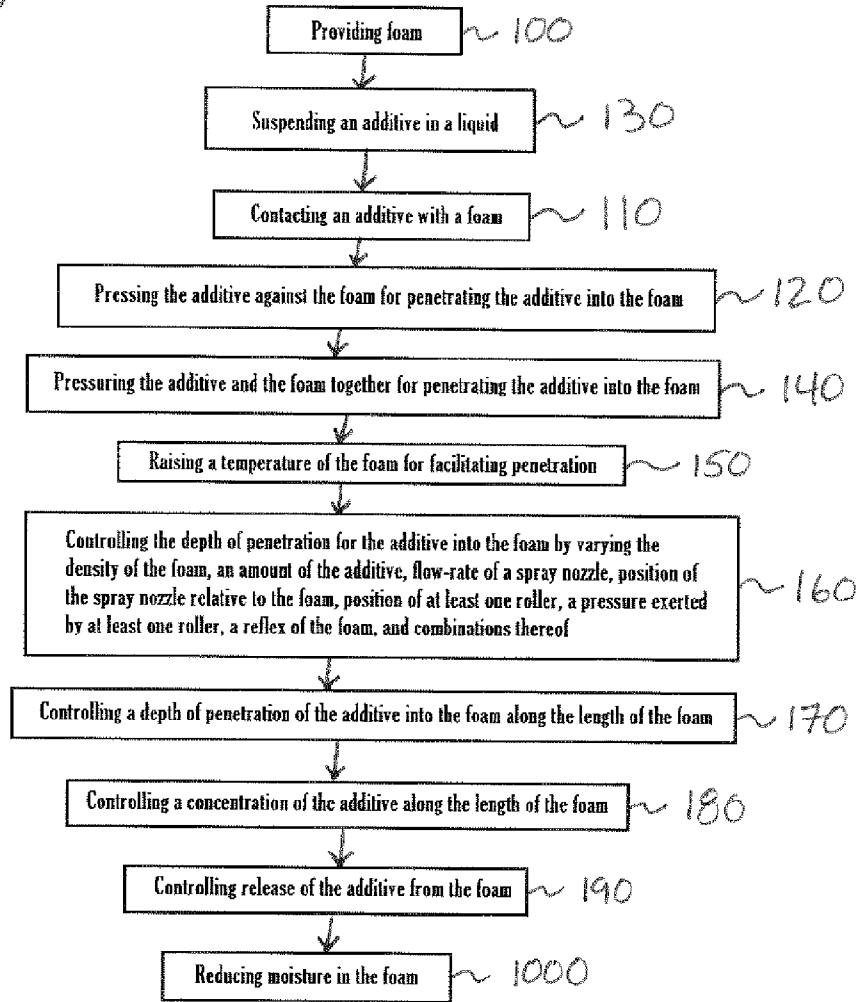 Providing foam 100
Suspending an additive in a liquid 130
Contacting an additive with a foam 110
Pressing the additive against the foam for penetrating the additive into the foam 120
Pressuring the additive and the foam together for penetrating the additive into the foam 140
Raising a temperature of the foam for facilitating penetration 150
Controlling the depth of penetration for the additive into the foam by varying the
density of the foam, an amount of the additive, flow-rate of a spray nozzle, position of
the spray nozzle relative to the foam, position of at least one roller, a pressure exerted
by at least one roller, a reflex of the foam, and combinations thereof
160
Controlling a depth of penetration of the additive into the foam along the length of the foam 170
Controlling a concentration of the additive along the length of the foam 180
Controlling release of the additive from the foam 190
Reducing moisture in the foam 1000